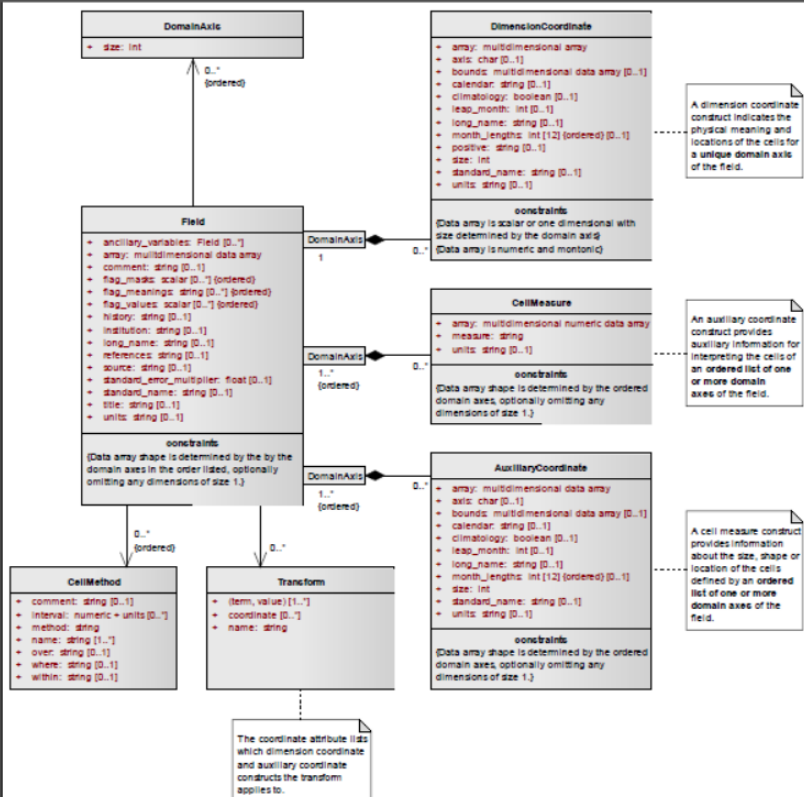 DomainAxis
+ size: int
0..*
{ordered}
DimensionCoordinate
+ array: multidimensional array
+ axis: char [0..1]
+ bounds: multidimensional data array [0..1]
+ calendar: string [0..1]
+ climatology: boolean [0..1]
+ leap_month: int [0..1]
+ long_name: string [0..1]
+ month_lengths: int [12] {ordered} [0..1]
+ positive: string [0..1]
+ size: int
+ standard_name: string [0..1]
+ units: string [0..1]
constraints
{Data array is scalar or one dimensional with
size determined by the domain axis}
{Data array is numeric and montonic}
A dimension coordinate
construct indicates the
physical meaning and
locations of the cells for
a unique domain axis
of the field.
Field
+ ancillary_variables: Field [0..*]
+ array: mulitdimensional data array
+ comment: string [0..1]
+ flag_masks: scalar [0..*] {ordered}
+ flag_meanings: string [0..*] {ordered}
+ flag_values: scalar [0..*] {ordered}
+ history: string [0..1]
+ institution: string [0..1]
+ long_name: string [0..1]
+ references: string [0..1]
+ source: string [0..1]
+ standard_error_multiplier: float [0..1]
+ standard_name: string [0..1]
+ title: string [0..1]
+ units: string [0..1]
constraints
{Data array shape is determined by the by the
domain axes in the order listed, optionally
omitting any dimensions of size 1.}
DomainAxis
1
0..*
DomainAxis
1..*
{ordered}
0..*
DomainAxis
1..*
{ordered}
0..*
CellMeasure
+ array: multidimensional numeric data array
+ measure: string
+ units: string [0..1]
constraints
{Data array shape is determined by the ordered
domain axes, optionally omitting any
dimensions of size 1.}
An auxiliary coordinate
construct provides
auxiliary information for
interpreting the cells of
an ordered list of one
or more domain
axes of the field.
AuxiliaryCoordinate
+ array: multidimensional data array
+ axis: char [0..1]
+ bounds: multidimensional data array [0..1]
+ calendar: string [0..1]
+ climatology: boolean [0..1]
+ leap_month: int [0..1]
+ long_name: string [0..1]
+ month_lengths: int [12] {ordered} [0..1]
+ size: int
+ standard_name: string [0..1]
+ units: string [0..1]
constraints
{Data array shape is determined by the ordered
domain axes, optionally omitting any
dimensions of size 1.}
A cell measure construct
provides information
about the size, shape or
location of the cells
defined by an ordered
list of one or more
domain axes of the
field.
0..*
{ordered}
0..*
CellMethod
+ comment: string [0..1]
+ interval: numeric + units [0..*]
+ method: string
+ name: string [1..*]
+ over: string [0..1]
+ where: string [0..1]
+ within: string [0..1]
Transform
+ (term, value) [1..*]
+ coordinate [0..*]
+ name: string
The coordinate attribute lists
which dimension coordinate
and auxiliary coordinate
constructs the transform
applies to.